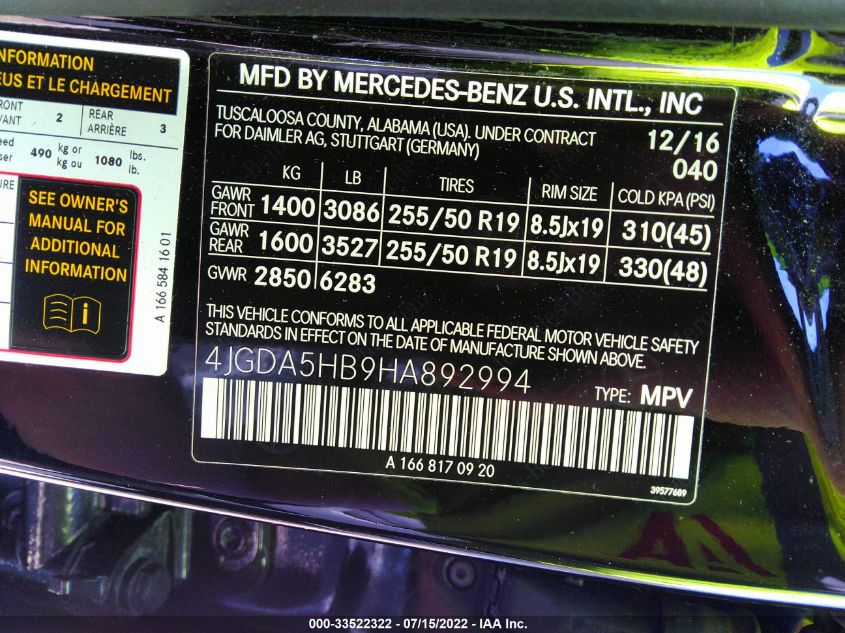 INFORMATION
EUS ET LE CHARGEMENT
FRONT 2 REAR 3
ARRIÈRE
490 kg or 1080 lbs.
kg ou lb.
SEE OWNER'S
MANUAL FOR
ADDITIONAL
INFORMATION
i
A 166 584 16 01
MFD BY MERCEDES-BENZ U.S. INTL., INC
TUSCALOOSA COUNTY, ALABAMA (USA). UNDER CONTRACT
FOR DAIMLER AG, STUTTGART (GERMANY)
12/16
040
KG LB TIRES RIM SIZE COLD KPA (PSI)
GAWR FRONT 1400 3086 255/50 R19 8.5Jx19 310(45)
GAWR REAR 1600 3527 255/50 R19 8.5Jx19 330(48)
GVWR 2850 6283
THIS VEHICLE CONFORMS TO ALL APPLICABLE FEDERAL MOTOR VEHICLE SAFETY
STANDARDS IN EFFECT ON THE DATE OF MANUFACTURE SHOWN ABOVE.
4JGDA5HB9HA892994
TYPE: MPV
A 166 817 09 20
39577689
000-33522322 - 07/15/2022 - IAA Inc.